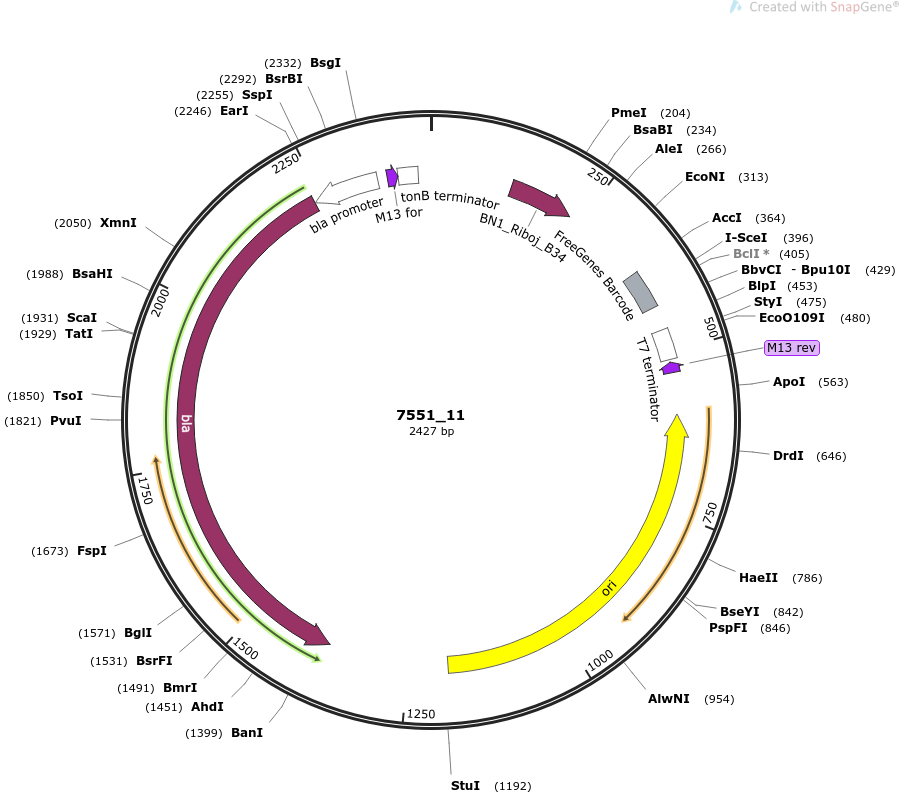 Created with SnapGene®
(2332) BsgI
(2292) BsrBI
(2255) SspI
(2246) EarI
PmeI (204)
BsaBI (234)
AleI (266)
EcoNI (313)
AccI (364)
I-SceI (396)
BclI * (405)
BbvCI - Bpu10I (429)
BlpI (453)
StyI (475)
EcoO109I (480)
M13 rev
ApoI (563)
DrdI (646)
HaeII (786)
BseYI (842)
PspFI (846)
AlwNI (954)
StuI (1192)
(1399) BanI
(1451) AhdI
(1491) BmrI
(1531) BsrFI
(1571) BglI
(1673) FspI
(1821) PvuI
(1850) TsoI
(1929) TatI
(1931) ScaI
(1988) BsaHI
(2050) XmnI
250
500
750
1000
1250
1500
1750
2000
2250
bla promoter
M13 for
tonB terminator
BN1_Riboj_B34
FreeGenes Barcode
T7 terminator
ori
bla
7551_11
2427 bp